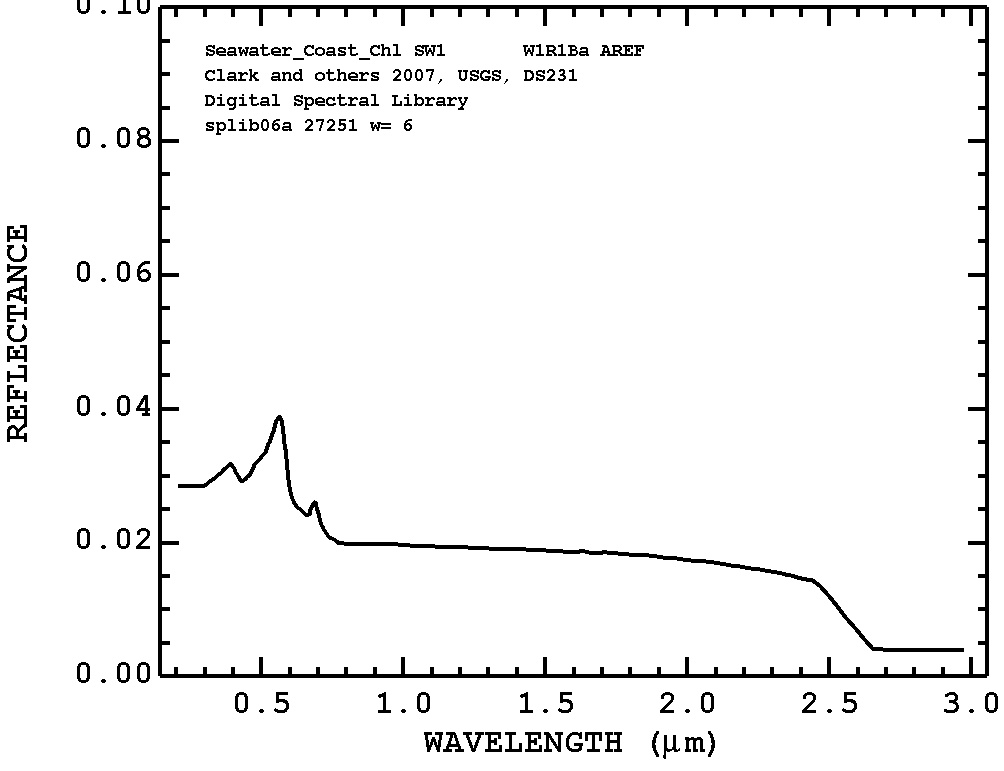 0.10
Seawater_Coast_Chl SW1 W1R1Ba AREF
Clark and others 2007, USGS, DS231
Digital Spectral Library
splib06a 27251 w= 6
0.08
0.06
0.04
0.02
0.00
REFLECTANCE
0.5 1.0 1.5 2.0 2.5 3.0
WAVELENGTH (μm)